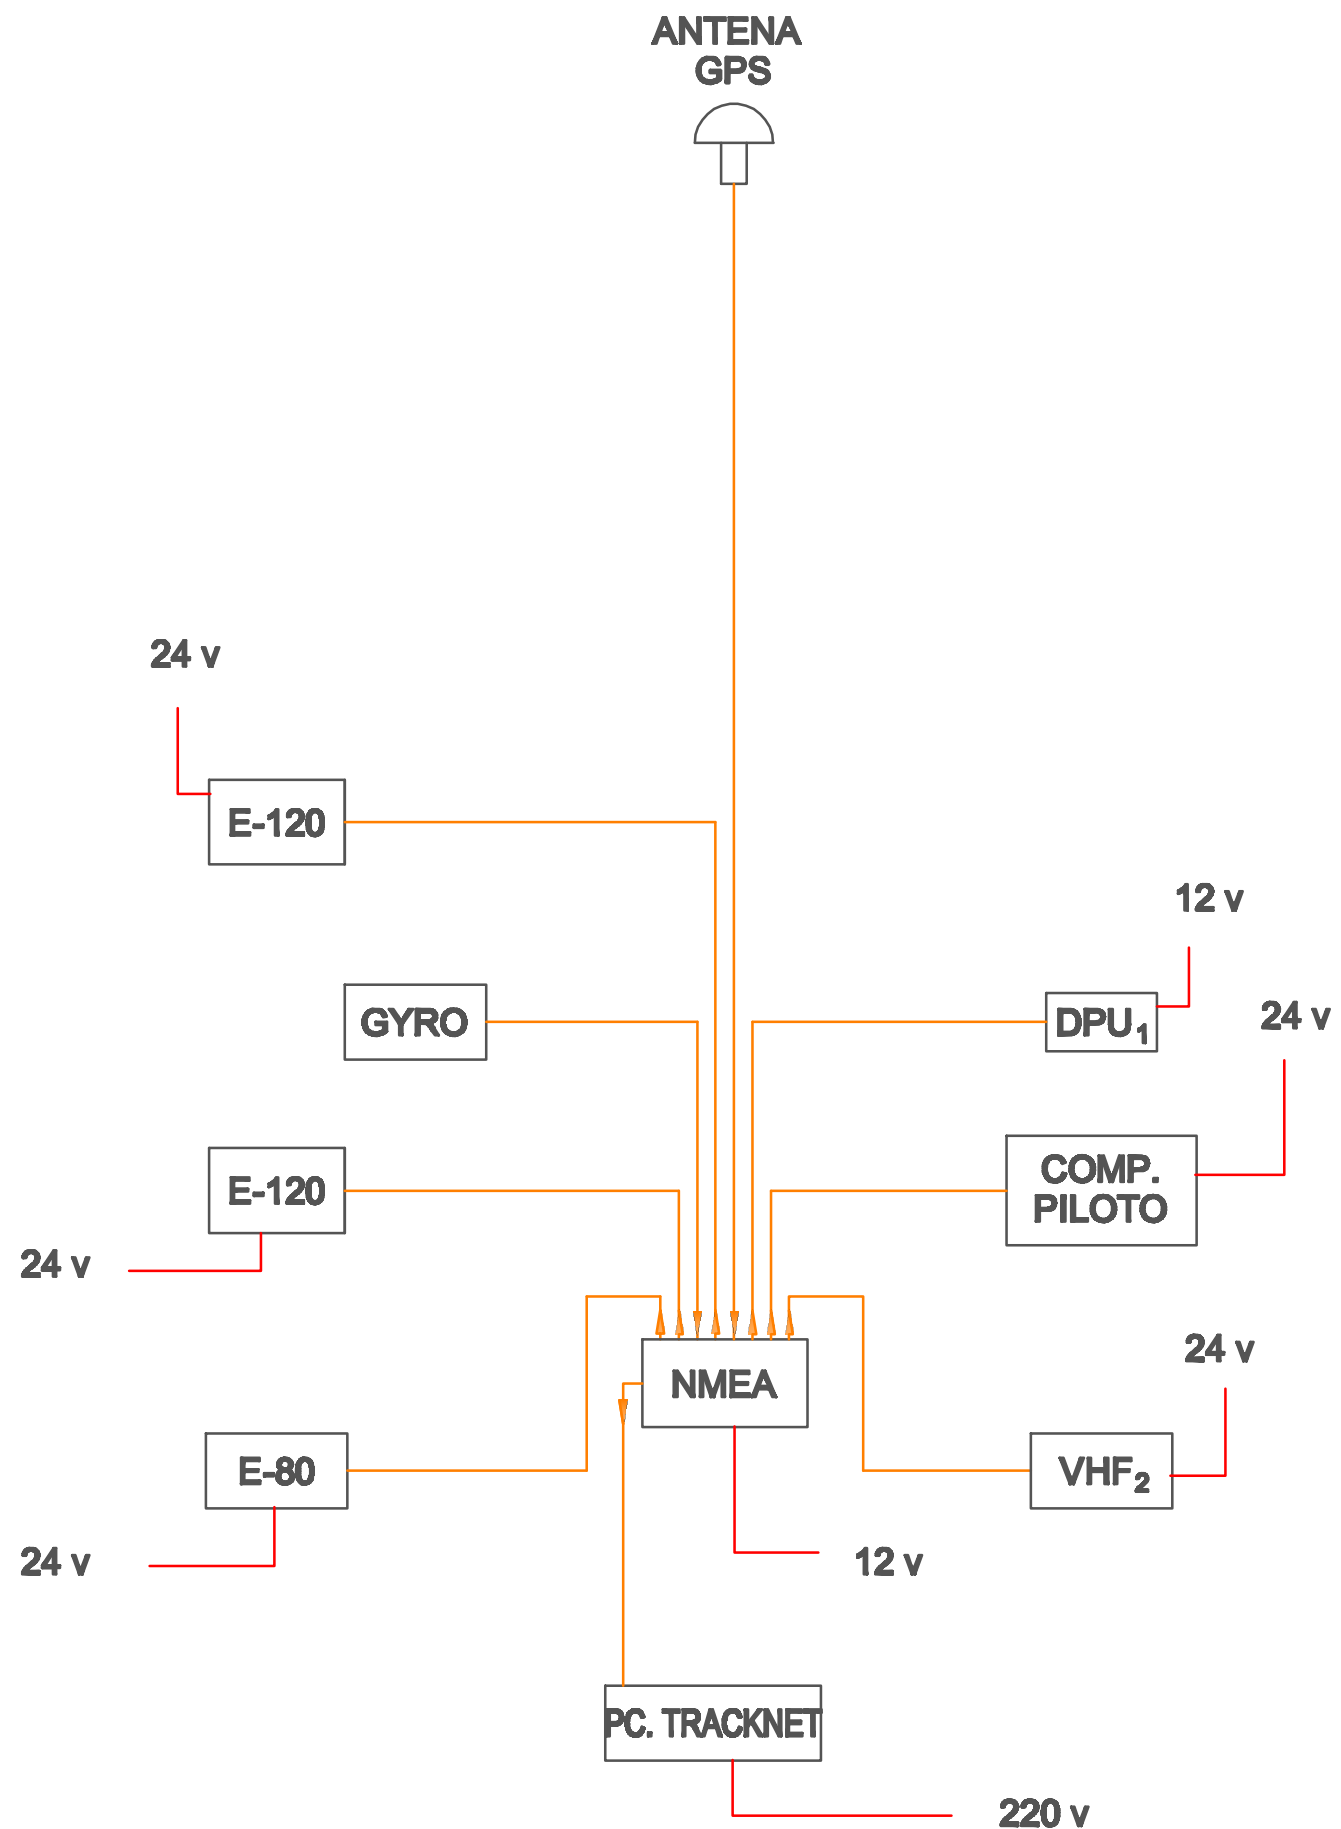 ANTENA
GPS
24 v
E-120
12 v
GYRO
DPU₁
24 v
E-120
COMP.
PILOTO
24 v
NMEA
24 v
E-80
VHF₂
24 v
12 v
PC. TRACKNET
220 v